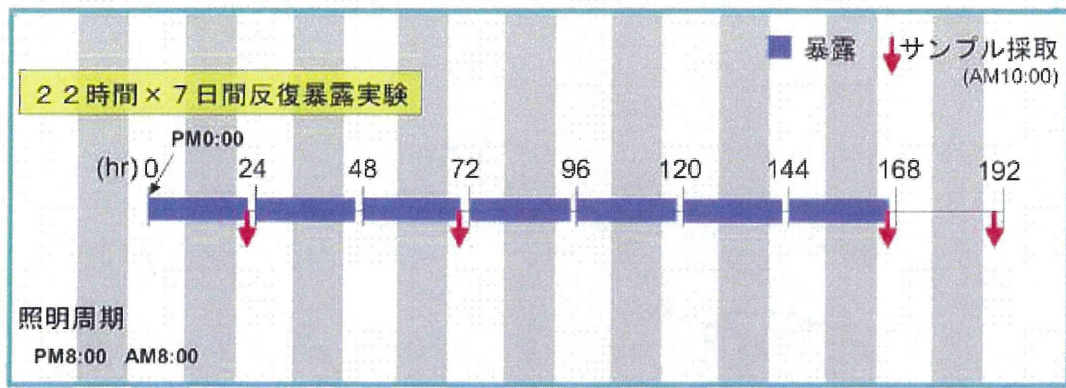 暴露 サンプル採取
(AM10:00)
22時間×7日間反復暴露実験
PM0:00
(hr) 0 24 48 72 96 120 144 168 192
照明周期
PM8:00 AM8:00